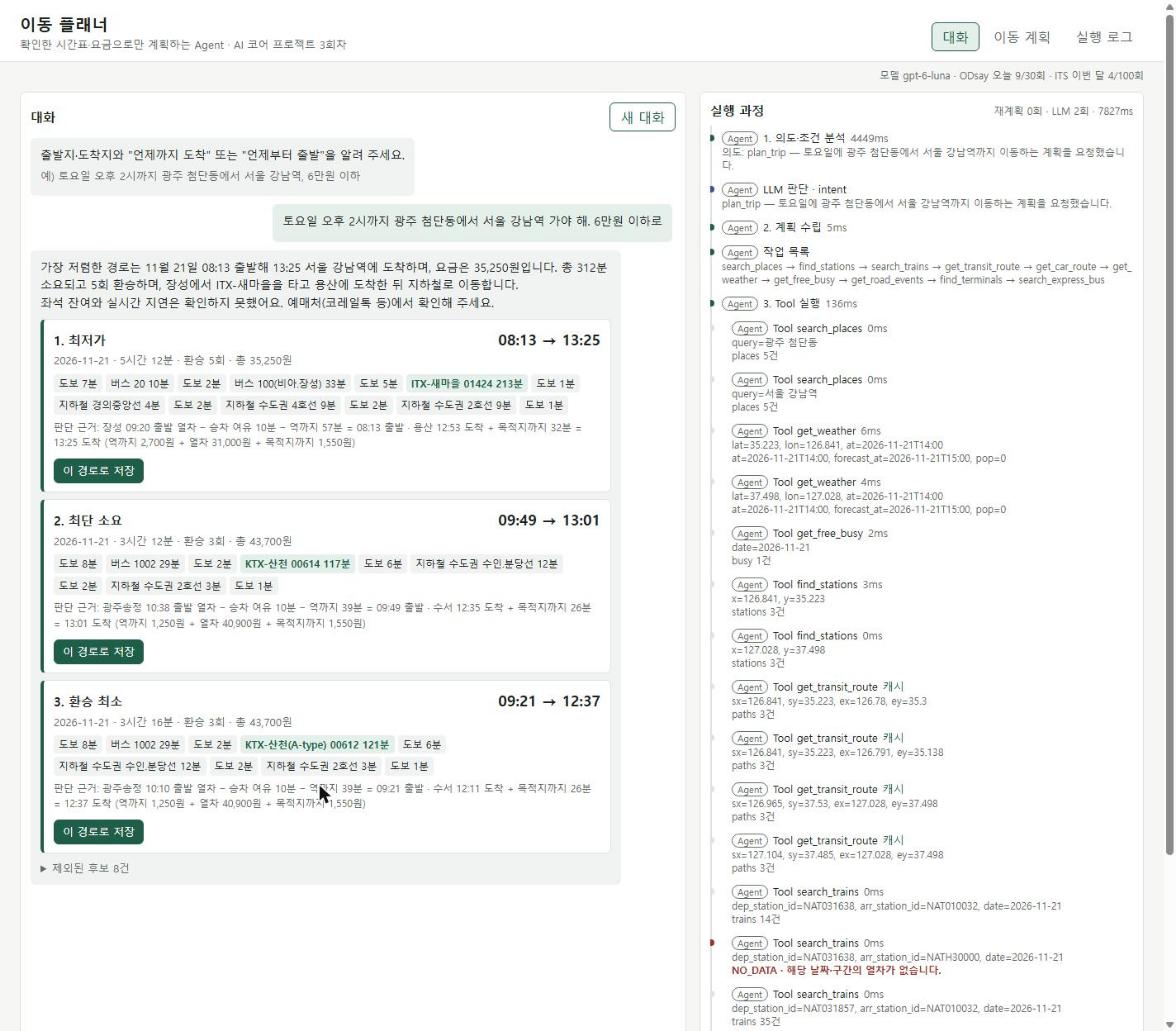 이동 플래너
확인한 시간표·요금으로만 계획하는 Agent · AI 코어 프로젝트 3회차
대화
이동 계획
실행 로그
모델 gpt-6-luna · ODsay 오늘 9/30회 · ITS 이번 달 4/100회
대화
새 대화
출발지·도착지와 "언제까지 도착" 또는 "언제부터 출발"을 알려 주세요.
예) 토요일 오후 2시까지 광주 첨단동에서 서울 강남역, 6만원 이하
토요일 오후 2시까지 광주 첨단동에서 서울 강남역 가야 해. 6만원 이하로
가장 저렴한 경로는 11월 21일 08:13 출발해 13:25 서울 강남역에 도착하며, 요금은 35,250원입니다. 총 312분
소요되고 5회 환승하며, 장성에서 ITX-새마을을 타고 용산에 도착한 뒤 지하철로 이동합니다.
좌석 잔여와 실시간 지연은 확인하지 못했어요. 예매처(코레일톡 등)에서 확인해 주세요.
1. 최저가
08:13 → 13:25
2026-11-21 · 5시간 12분 · 환승 5회 · 총 35,250원
도보 7분 버스 20 10분 도보 2분 버스 100(비아.장성) 33분 도보 5분 ITX-새마을 01424 213분 도보 1분
지하철 경의중앙선 4분 도보 2분 지하철 수도권 4호선 9분 도보 2분 지하철 수도권 2호선 9분 도보 1분
판단 근거: 장성 09:20 출발 열차 − 승차 여유 10분 − 역까지 57분 = 08:13 출발 · 용산 12:53 도착 + 목적지까지 32분 =
13:25 도착 (역까지 2,700원 + 열차 31,000원 + 목적지까지 1,550원)
이 경로로 저장
2. 최단 소요
09:49 → 13:01
2026-11-21 · 3시간 12분 · 환승 3회 · 총 43,700원
도보 8분 버스 1002 29분 도보 2분 KTX-산천 00614 117분 도보 6분 지하철 수도권 수인.분당선 12분
도보 2분 지하철 수도권 2호선 3분 도보 1분
판단 근거: 광주송정 10:38 출발 열차 − 승차 여유 10분 − 역까지 39분 = 09:49 출발 · 수서 12:35 도착 + 목적지까지 26분
= 13:01 도착 (역까지 1,250원 + 열차 40,900원 + 목적지까지 1,550원)
이 경로로 저장
3. 환승 최소
09:21 → 12:37
2026-11-21 · 3시간 16분 · 환승 3회 · 총 43,700원
도보 8분 버스 1002 29분 도보 2분 KTX-산천(A-type) 00612 121분 도보 6분
지하철 수도권 수인.분당선 12분 도보 2분 지하철 수도권 2호선 3분 도보 1분
판단 근거: 광주송정 10:10 출발 열차 − 승차 여유 10분 − 역까지 39분 = 09:21 출발 · 수서 12:11 도착 + 목적지까지 26분
= 12:37 도착 (역까지 1,250원 + 열차 40,900원 + 목적지까지 1,550원)
이 경로로 저장
▶ 제외된 후보 8건
실행 과정
재계획 0회 · LLM 2회 · 7827ms
Agent 1. 의도·조건 분석 4449ms
의도: plan_trip — 토요일에 광주 첨단동에서 서울 강남역까지 이동하는 계획을 요청했습니
다.
Agent LLM 판단 · intent
plan_trip — 토요일에 광주 첨단동에서 서울 강남역까지 이동하는 계획을 요청했습니다.
Agent 2. 계획 수립 5ms
Agent 작업 목록
search_places → find_stations → search_trains → get_transit_route → get_car_route → get_
weather → get_free_busy → get_road_events → find_terminals → search_express_bus
Agent 3. Tool 실행 136ms
Agent Tool search_places 0ms
query=광주 첨단동
places 5건
Agent Tool search_places 0ms
query=서울 강남역
places 5건
Agent Tool get_weather 6ms
lat=35.223, lon=126.841, at=2026-11-21T14:00
at=2026-11-21T14:00, forecast_at=2026-11-21T15:00, pop=0
Agent Tool get_weather 4ms
lat=37.498, lon=127.028, at=2026-11-21T14:00
at=2026-11-21T14:00, forecast_at=2026-11-21T15:00, pop=0
Agent Tool get_free_busy 2ms
date=2026-11-21
busy 1건
Agent Tool find_stations 3ms
x=126.841, y=35.223
stations 3건
Agent Tool find_stations 0ms
x=127.028, y=37.498
stations 3건
Agent Tool get_transit_route 캐시
sx=126.841, sy=35.223, ex=126.78, ey=35.3
paths 3건
Agent Tool get_transit_route 캐시
sx=126.841, sy=35.223, ex=126.791, ey=35.138
paths 3건
Agent Tool get_transit_route 캐시
sx=126.965, sy=37.53, ex=127.028, ey=37.498
paths 3건
Agent Tool get_transit_route 캐시
sx=127.104, sy=37.485, ex=127.028, ey=37.498
paths 3건
Agent Tool search_trains 0ms
dep_station_id=NAT031638, arr_station_id=NAT010032, date=2026-11-21
trains 14건
Agent Tool search_trains 0ms
dep_station_id=NAT031638, arr_station_id=NATH30000, date=2026-11-21
NO_DATA · 해당 날짜·구간의 열차가 없습니다.
Agent Tool search_trains 0ms
dep_station_id=NAT031857, arr_station_id=NAT010032, date=2026-11-21
trains 35건